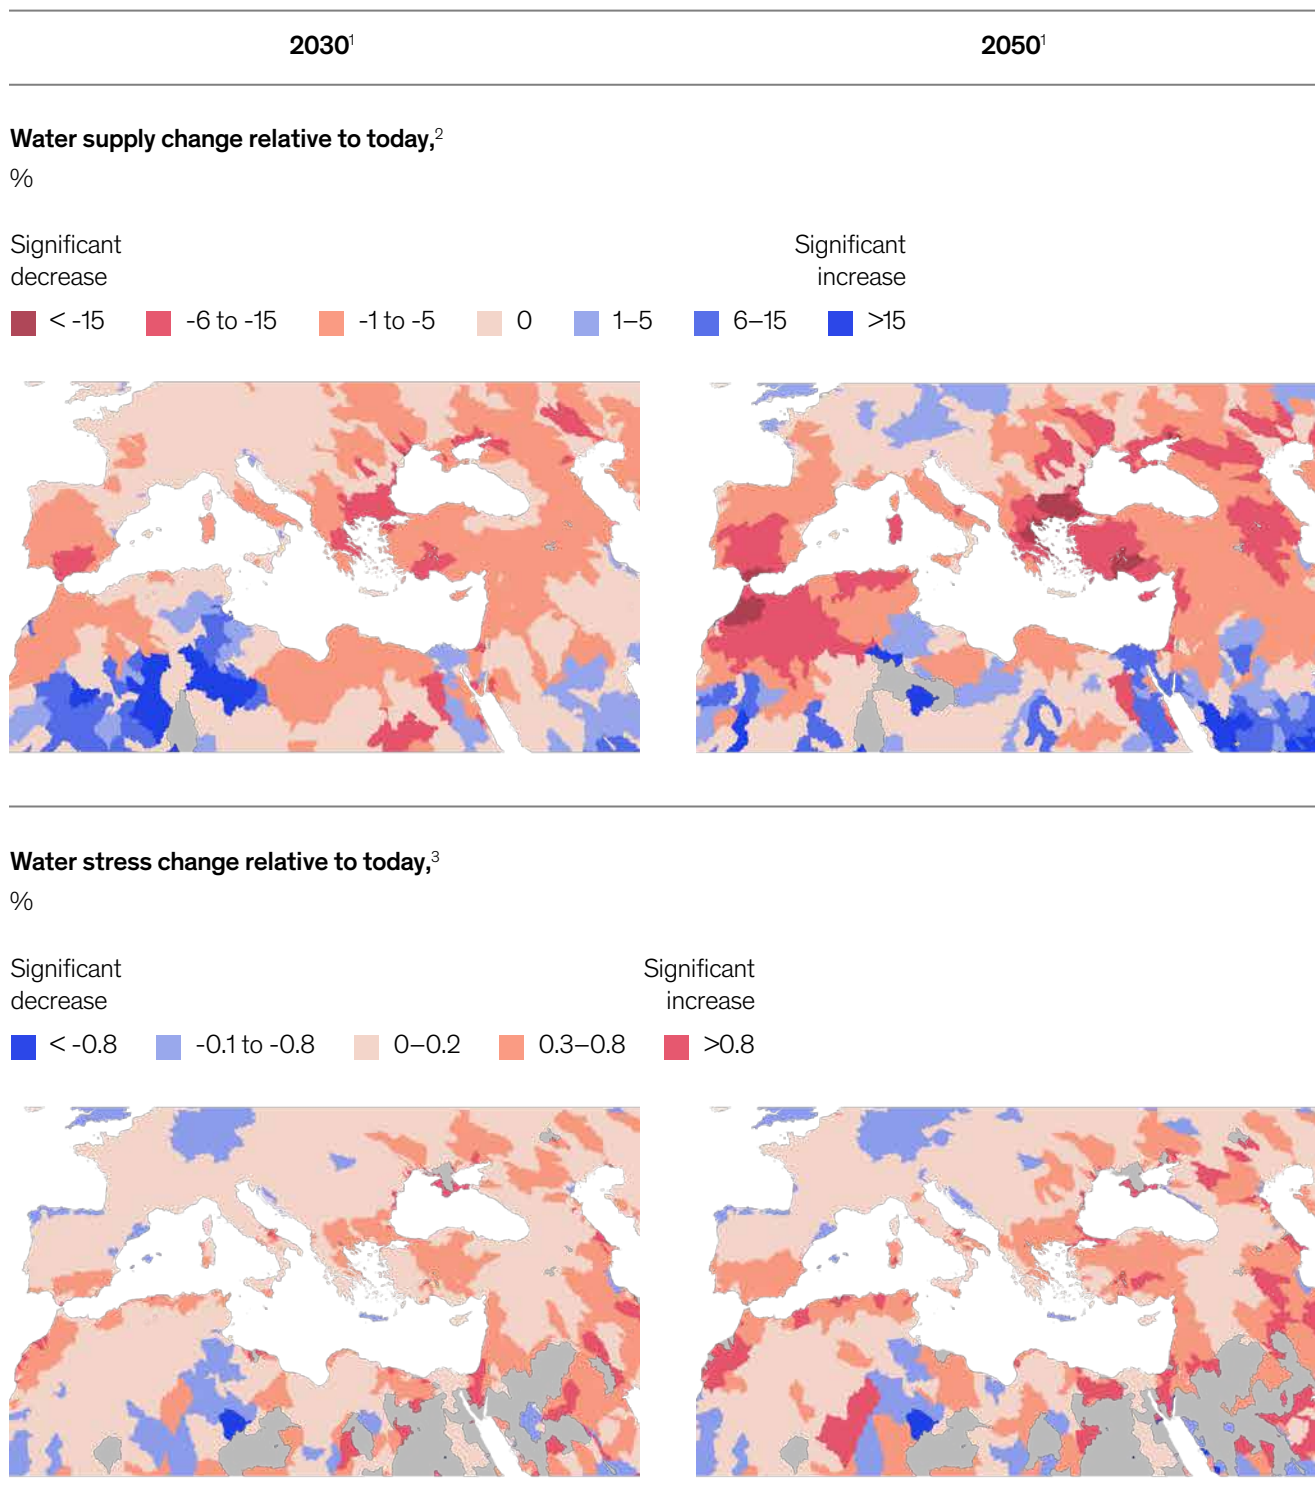 2030¹ 2050¹
Water supply change relative to today,²
%
Significant decrease
Significant increase
< -15 -6 to -15 -1 to -5 0 1–5 6–15 >15
Water stress change relative to today,³
%
Significant decrease
Significant increase
< -0.8 -0.1 to -0.8 0–0.2 0.3–0.8 >0.8